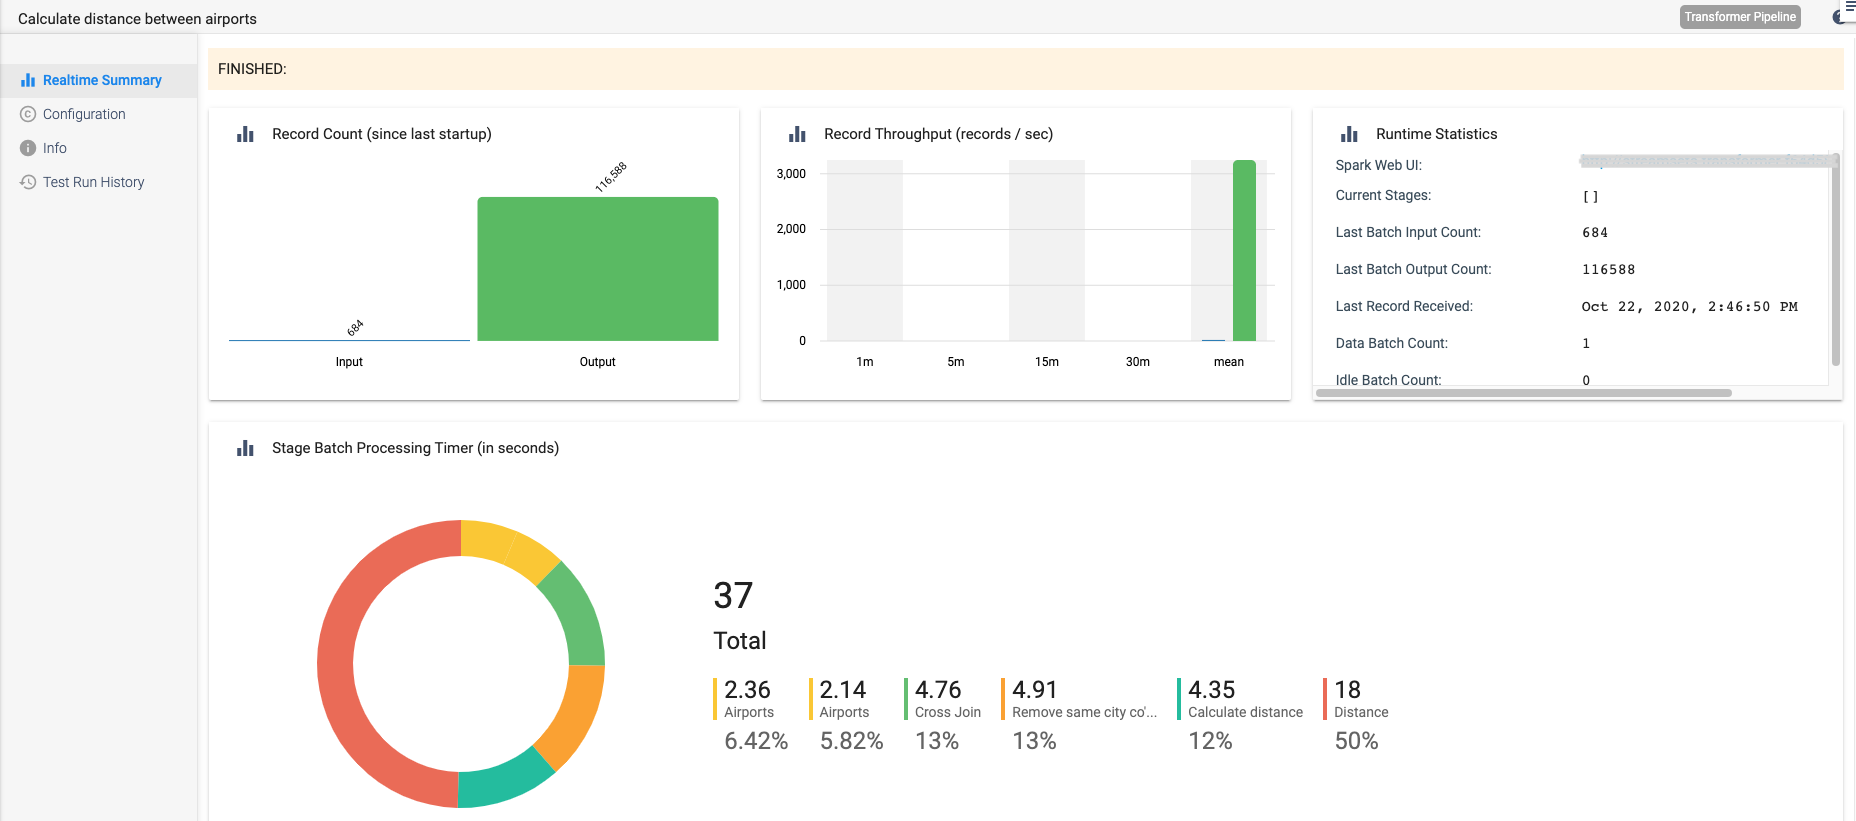 Calculate distance between airports
Transformer Pipeline
Realtime Summary
Configuration
Info
Test Run History
FINISHED:
Record Count (since last startup)
116,588
684
Input
Output
Record Throughput (records / sec)
3,000
2,000
1,000
0
1m
5m
15m
30m
mean
Runtime Statistics
Spark Web UI:
Current Stages: []
Last Batch Input Count: 684
Last Batch Output Count: 116588
Last Record Received: Oct 22, 2020, 2:46:50 PM
Data Batch Count: 1
Idle Batch Count: 0
Stage Batch Processing Timer (in seconds)
37
Total
2.36
Airports
6.42%
2.14
Airports
5.82%
4.76
Cross Join
13%
4.91
Remove same city co'...
13%
4.35
Calculate distance
12%
18
Distance
50%